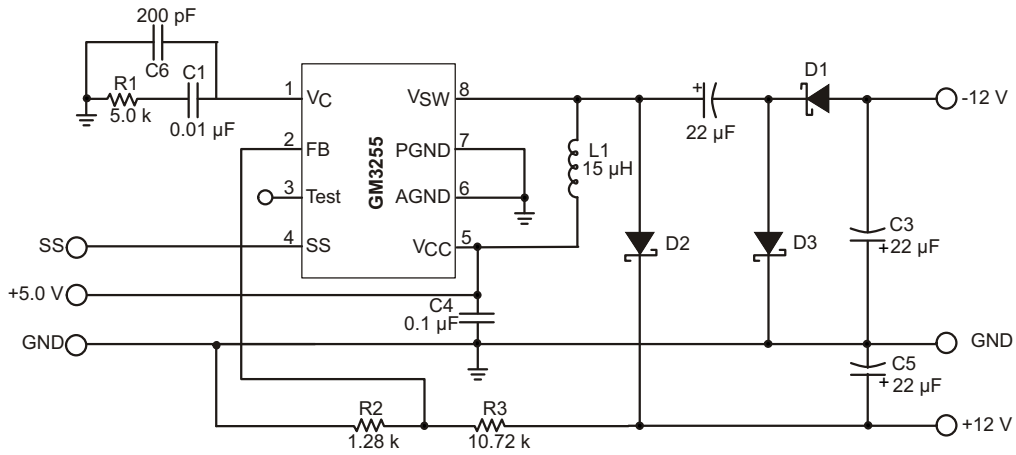 200 pF
C6
R1
C1
5.0 k
0.01 µF
1
VC
2
FB
3
Test
4
SS
GM3255
VSW
8
PGND
7
AGND
6
VCC
5
L1
15 µH
22 µF
D1
D2
D3
-12 V
C3
+22 µF
SS
+5.0 V
GND
C4
0.1 µF
GND
C5
+22 µF
R2
1.28 k
R3
10.72 k
+12 V
+